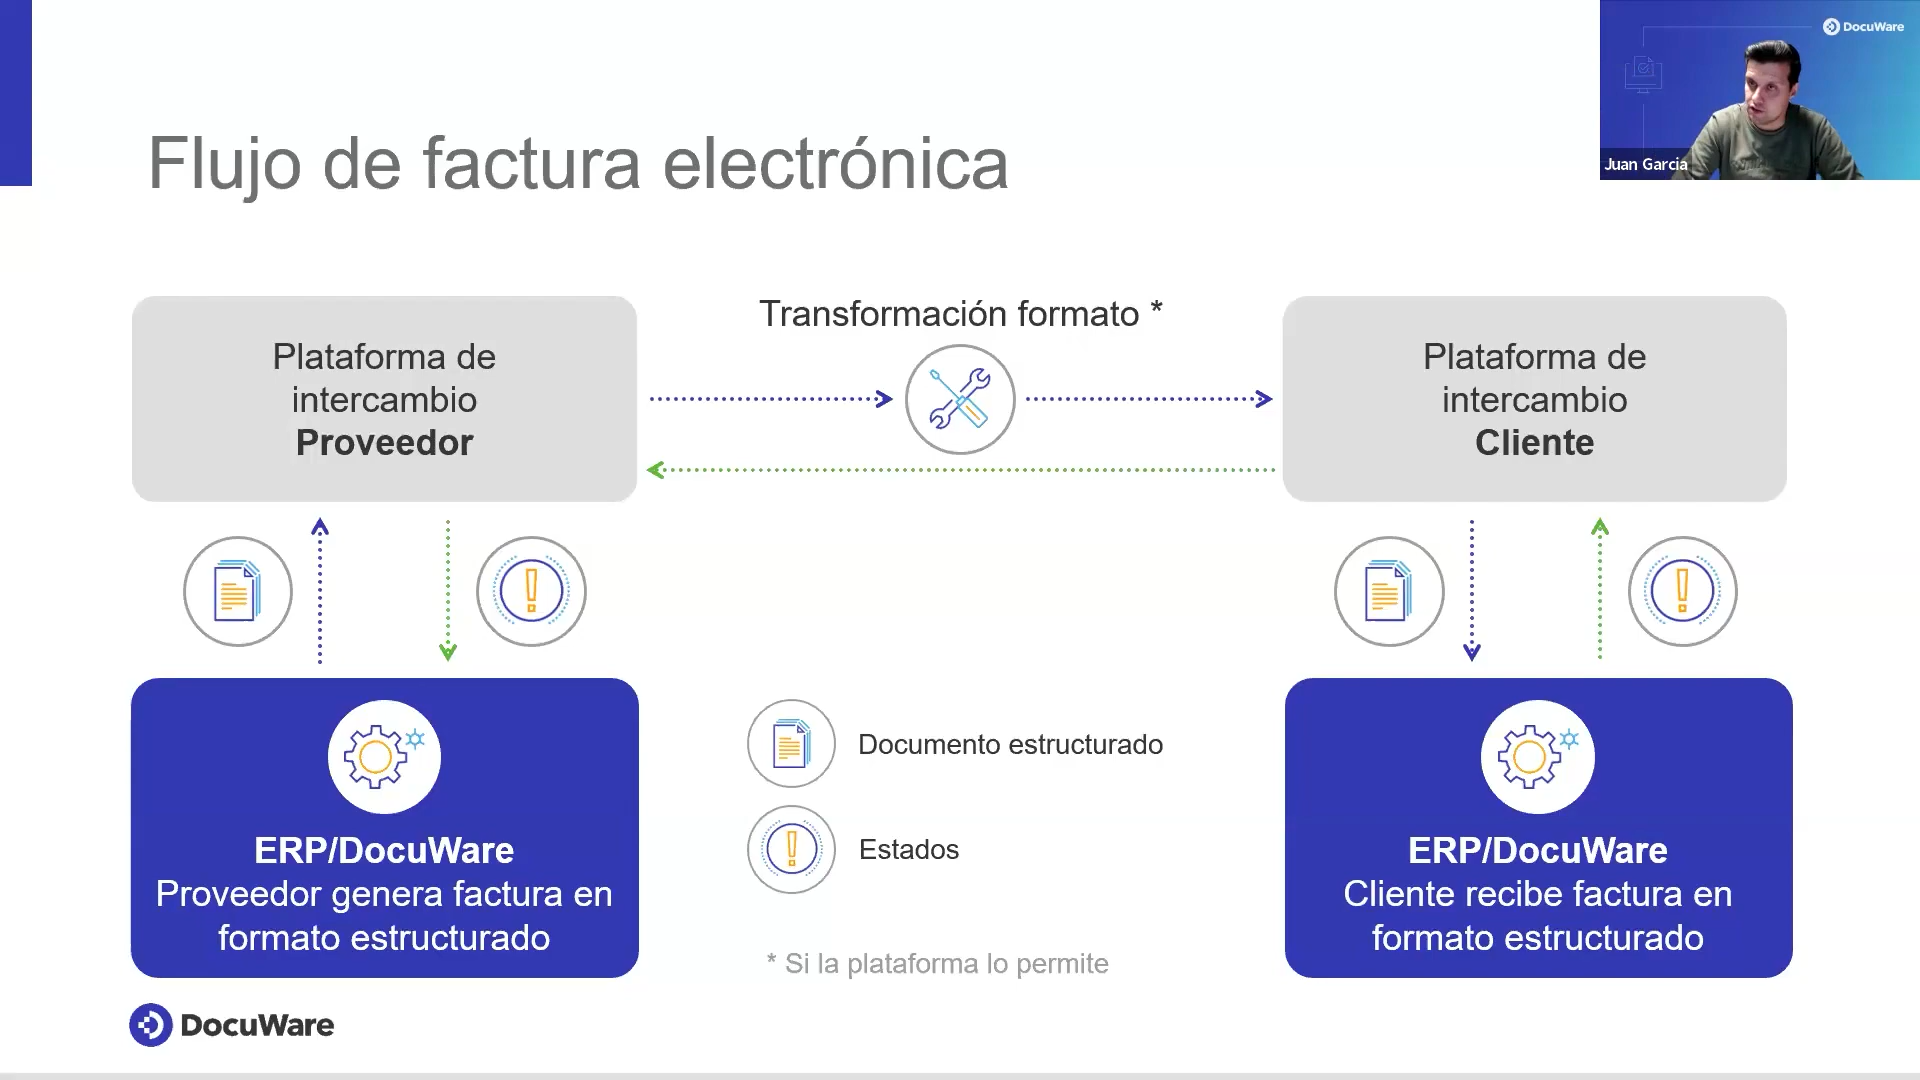 DocuWare
Juan Garcia
Flujo de factura electrónica
Transformación formato *
Plataforma de
intercambio
Proveedor
Plataforma de
intercambio
Cliente
ERP/DocuWare
Proveedor genera factura en
formato estructurado
Documento estructurado
Estados
* Si la plataforma lo permite
ERP/DocuWare
Cliente recibe factura en
formato estructurado
DocuWare